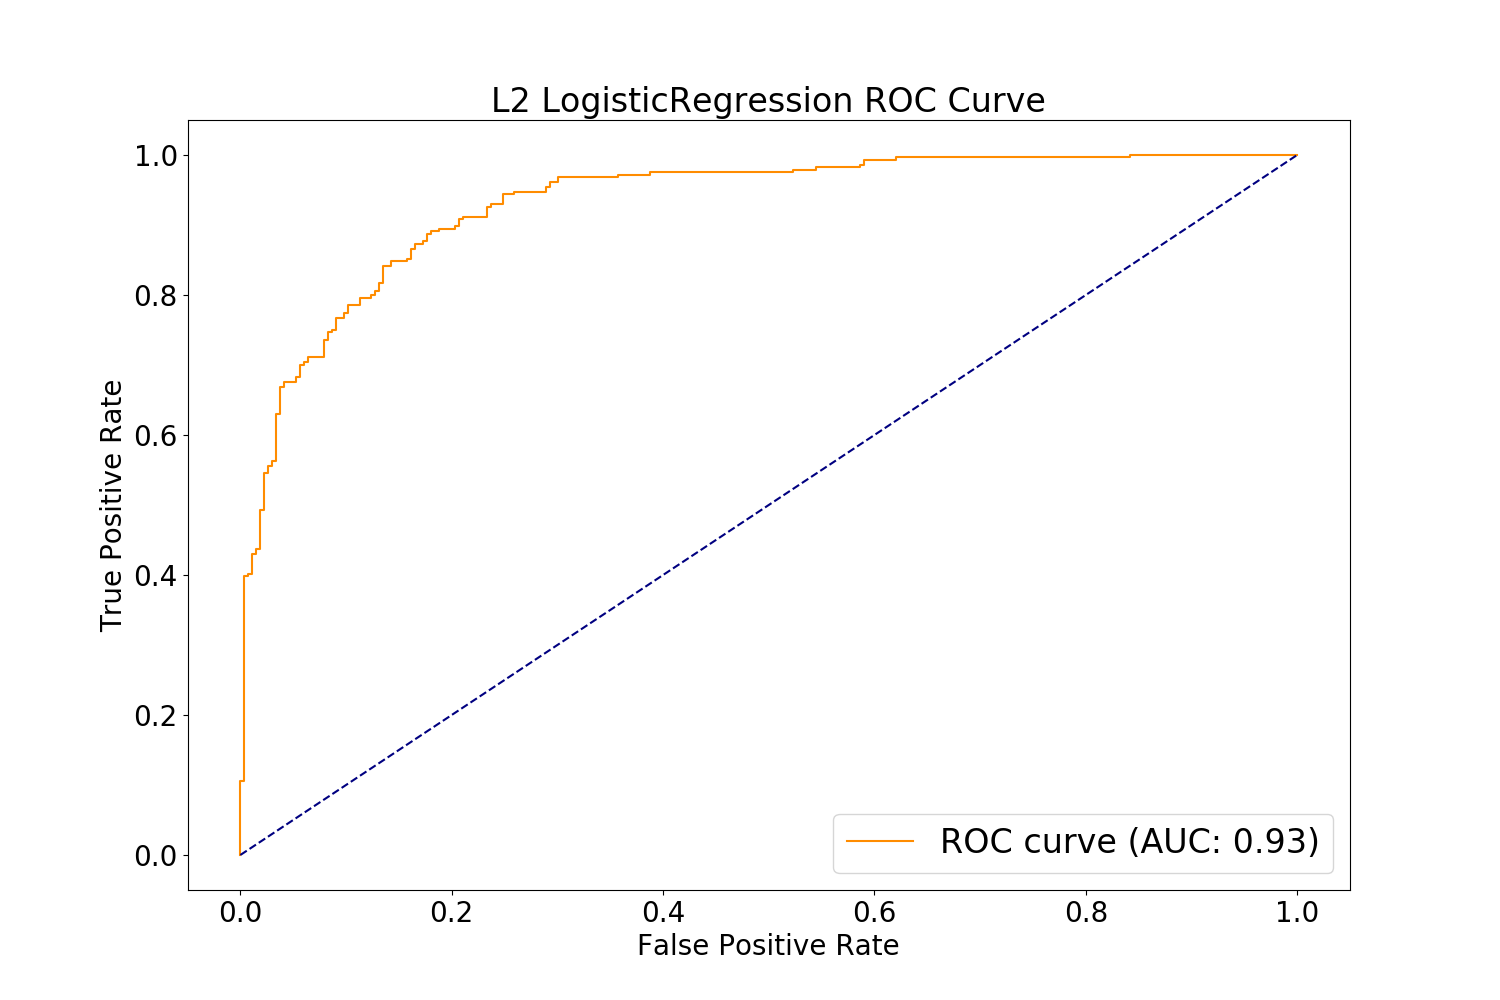 L2 LogisticRegression ROC Curve
True Positive Rate
1.0
0.8
0.6
0.4
0.2
0.0
ROC curve (AUC: 0.93)
0.0 0.2 0.4 0.6 0.8 1.0
False Positive Rate